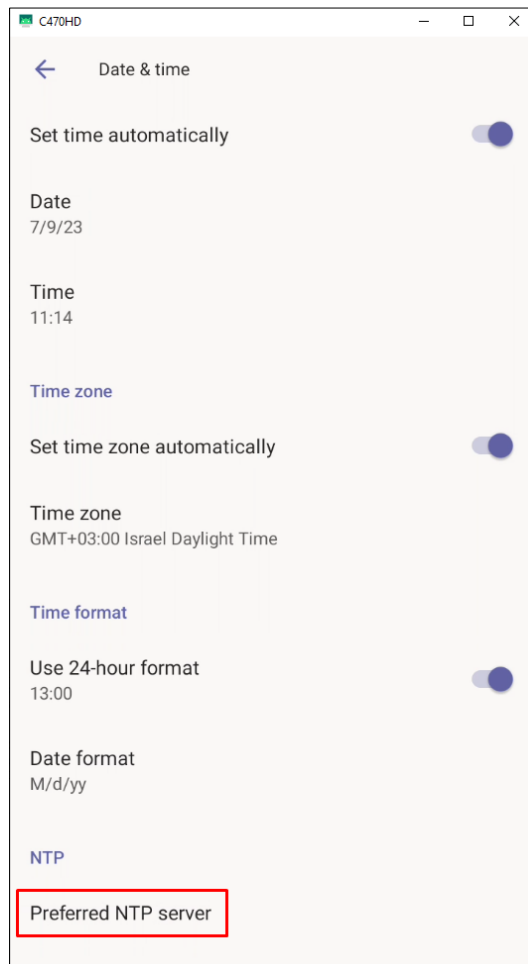 C470HD
Date & time
Set time automatically
Date
7/9/23
Time
11:14
Time zone
Set time zone automatically
Time zone
GMT+03:00 Israel Daylight Time
Time format
Use 24-hour format
13:00
Date format
M/d/yy
NTP
Preferred NTP server